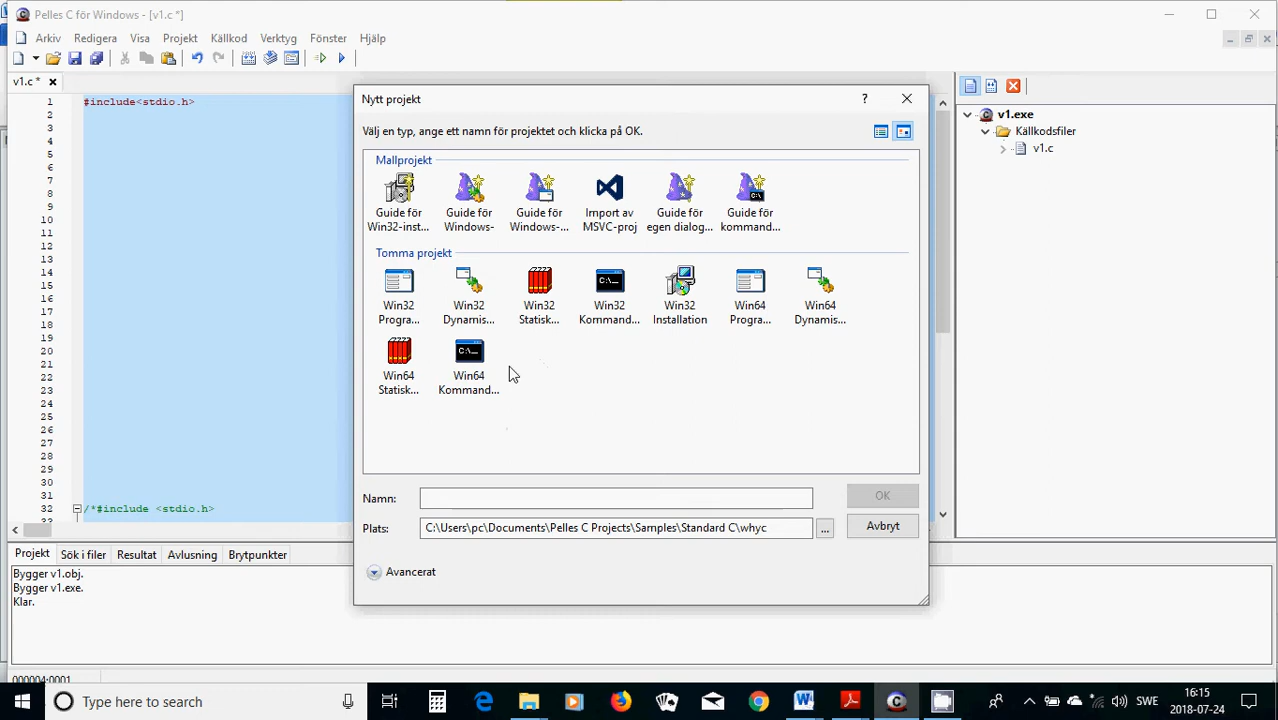 Pelles C för Windows - [v1.c *]
Arkiv Redigera Visa Projekt Källkod Verktyg Fönster Hjälp
v1.c *
1 #include<stdio.h>
2
3
4
5
6
7
8
9
10
11
12
13
14
15
16
17
18
19
20
21
22
23
24
25
26
27
28
29
30
31
32 /*#include <stdio.h>
Nytt projekt
?
Välj en typ, ange ett namn för projektet och klicka på OK.
Mallprojekt
Guide för Win32-inst...
Guide för Windows-
Guide för Windows-...
Import av MSVC-proj
Guide för egen dialog...
Guide för kommand...
Tomma projekt
Win32 Progra...
Win32 Dynamis...
Win32 Statisk...
Win32 Kommand...
Win32 Installation
Win64 Progra...
Win64 Dynamis...
Win64 Statisk...
Win64 Kommand...
Namn:
OK
Plats: C:\Users\pc\Documents\Pelles C Projects\Samples\Standard C\whyc ... Avbryt
Avancerat
v1.exe
Källkodsfiler
v1.c
Projekt Sök i filer Resultat Avlusning Brytpunkter
Bygger v1.obj.
Bygger v1.exe.
Klar.
000004:0001
Type here to search
SWE
16:15
2018-07-24